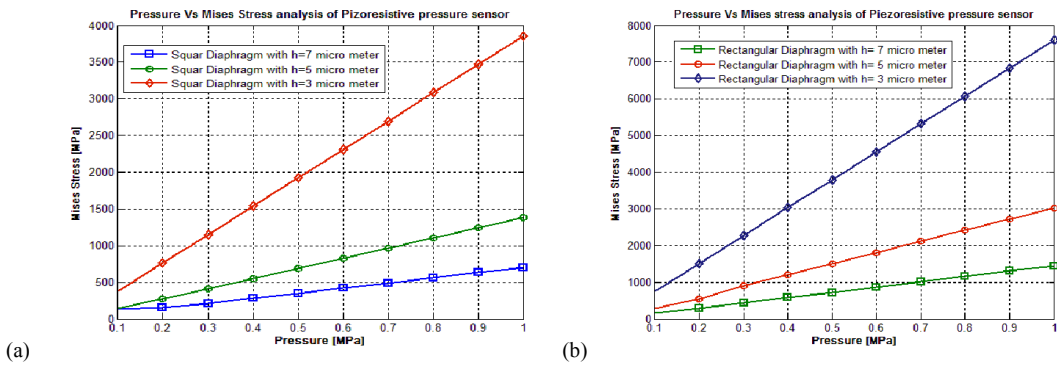 Pressure Vs Mises Stress analysis of Pizoresistive pressure sensor
4000
3500
3000
2500
2000
1500
1000
500
0
Mises Stress [MPa]
Squar Diaphragm with h=7 micro meter
Squar Diaphragm with h=5 micro meter
Squar Diaphragm with h=3 micro meter
0.1 0.2 0.3 0.4 0.5 0.6 0.7 0.8 0.9 1
Pressure [MPa]
(a)
Pressure Vs Mises stress analysis of Piezoresistive pressure sensor
8000
7000
6000
5000
4000
3000
2000
1000
0
Mises Stress [MPa]
Rectangular Diaphragm with h= 7 micro meter
Rectangular Diaphragm with h= 5 micro meter
Rectangular Diaphragm with h= 3 micro meter
0.1 0.2 0.3 0.4 0.5 0.6 0.7 0.8 0.9 1
Pressure [MPa]
(b)